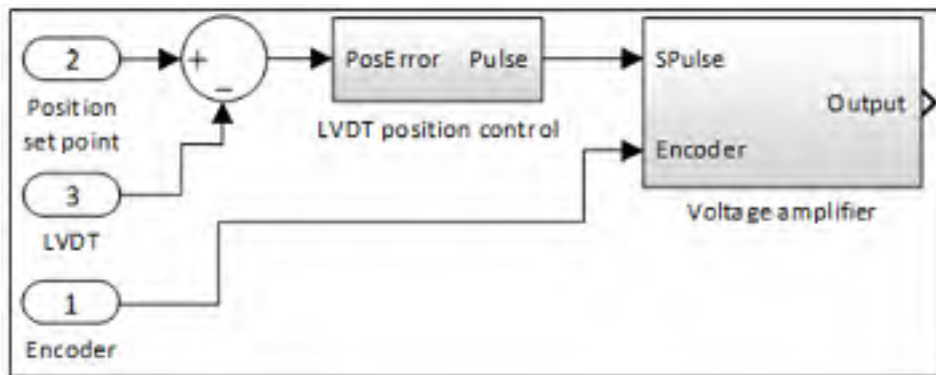 2
Position
set point
+
−
PosError Pulse
LVDT position control
SPulse
Output
Encoder
Voltage amplifier
3
LVDT
1
Encoder